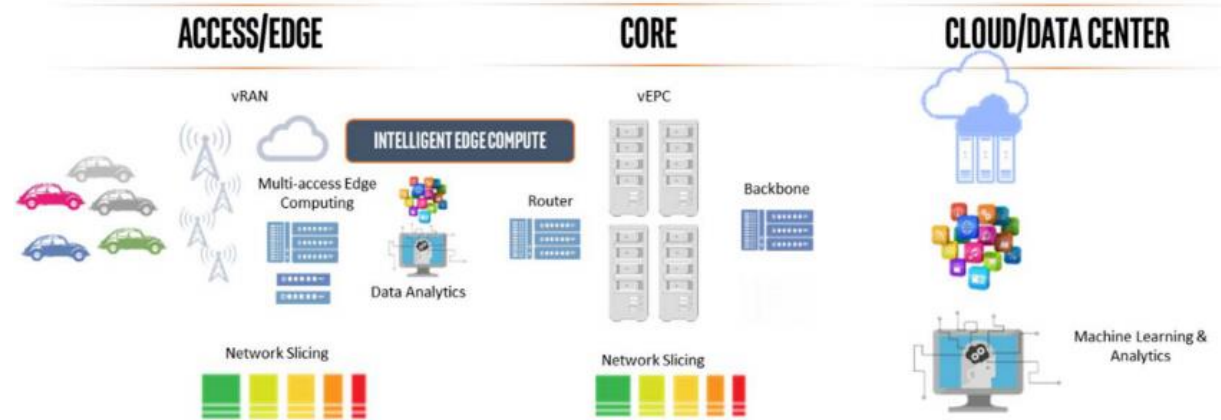 ACCESS/EDGE
CORE
CLOUD/DATA CENTER
vRAN
vEPC
INTELLIGENT EDGE COMPUTE
Multi-access Edge
Computing
Router
Backbone
Data Analytics
Machine Learning &
Analytics
Network Slicing
Network Slicing